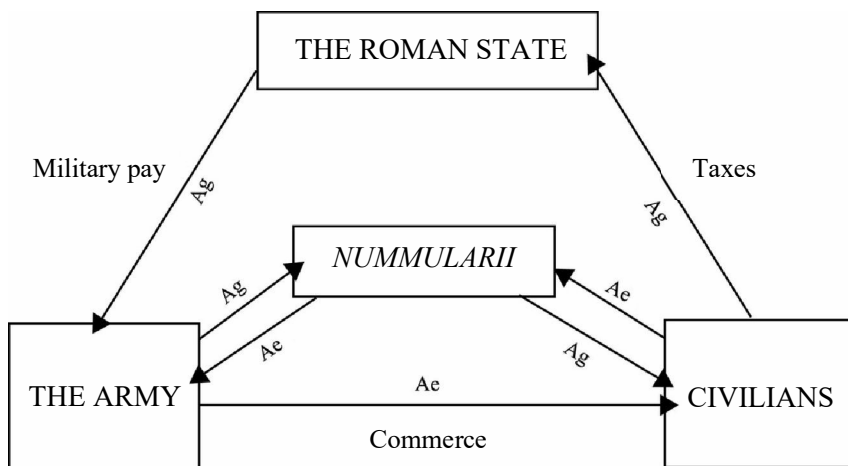 THE ROMAN STATE
Military pay
Taxes
Ag
Ag
NUMMULARII
Ag
Ae
Ae
Ag
THE ARMY
Ae
CIVILIANS
Commerce